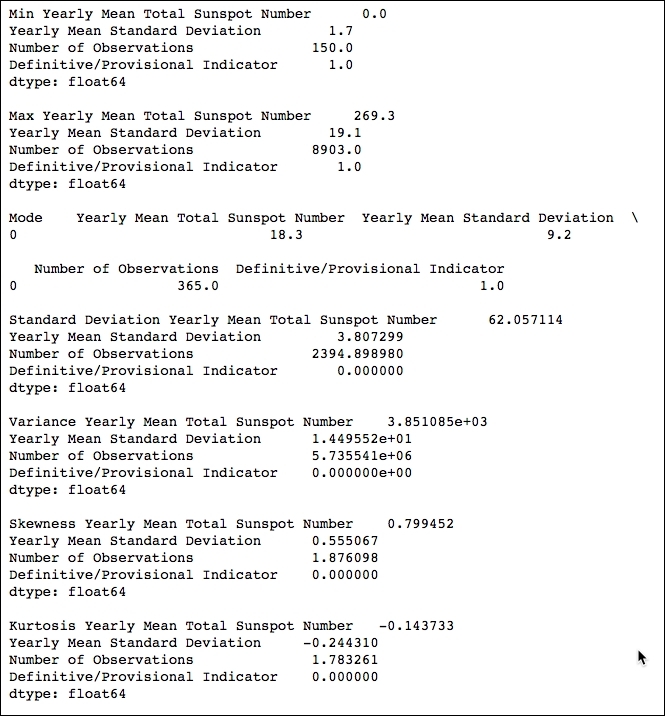 Min Yearly Mean Total Sunspot Number      0.0
Yearly Mean Standard Deviation        1.7
Number of Observations              150.0
Definitive/Provisional Indicator      1.0
dtype: float64

Max Yearly Mean Total Sunspot Number     269.3
Yearly Mean Standard Deviation        19.1
Number of Observations              8903.0
Definitive/Provisional Indicator       1.0
dtype: float64

Mode    Yearly Mean Total Sunspot Number  Yearly Mean Standard Deviation  \
0                              18.3                             9.2

   Number of Observations  Definitive/Provisional Indicator
0                   365.0                               1.0

Standard Deviation Yearly Mean Total Sunspot Number      62.057114
Yearly Mean Standard Deviation         3.807299
Number of Observations              2394.898980
Definitive/Provisional Indicator       0.000000
dtype: float64

Variance Yearly Mean Total Sunspot Number    3.851085e+03
Yearly Mean Standard Deviation      1.449552e+01
Number of Observations              5.735541e+06
Definitive/Provisional Indicator    0.000000e+00
dtype: float64

Skewness Yearly Mean Total Sunspot Number    0.799452
Yearly Mean Standard Deviation      0.555067
Number of Observations              1.876098
Definitive/Provisional Indicator    0.000000
dtype: float64

Kurtosis Yearly Mean Total Sunspot Number   -0.143733
Yearly Mean Standard Deviation     -0.244310
Number of Observations              1.783261
Definitive/Provisional Indicator    0.000000
dtype: float64